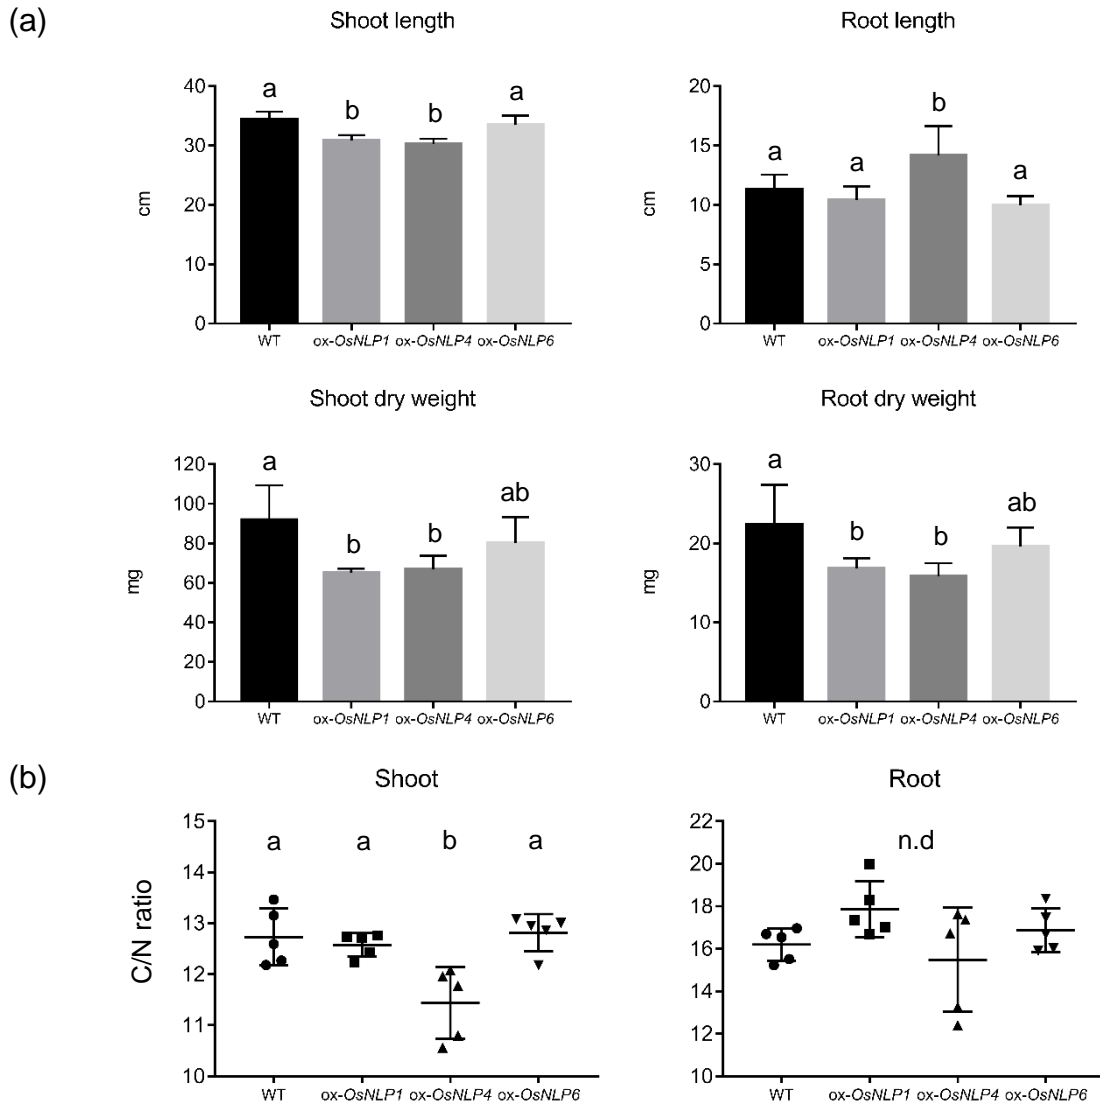 (a)
Shoot length
40
30
20
10
0
cm
a
b
b
a
WT
ox-OsNLP1
ox-OsNLP4
ox-OsNLP6
Root length
20
15
10
5
0
cm
a
a
b
a
WT
ox-OsNLP1
ox-OsNLP4
ox-OsNLP6
Shoot dry weight
120
100
80
60
40
20
0
mg
a
b
b
ab
WT
ox-OsNLP1
ox-OsNLP4
ox-OsNLP6
Root dry weight
30
20
10
0
mg
a
b
b
ab
WT
ox-OsNLP1
ox-OsNLP4
ox-OsNLP6
(b)
Shoot
15
14
13
12
11
10
C/N ratio
a
a
b
a
WT
ox-OsNLP1
ox-OsNLP4
ox-OsNLP6
Root
22
20
18
16
14
12
10
n.d
WT
ox-OsNLP1
ox-OsNLP4
ox-OsNLP6